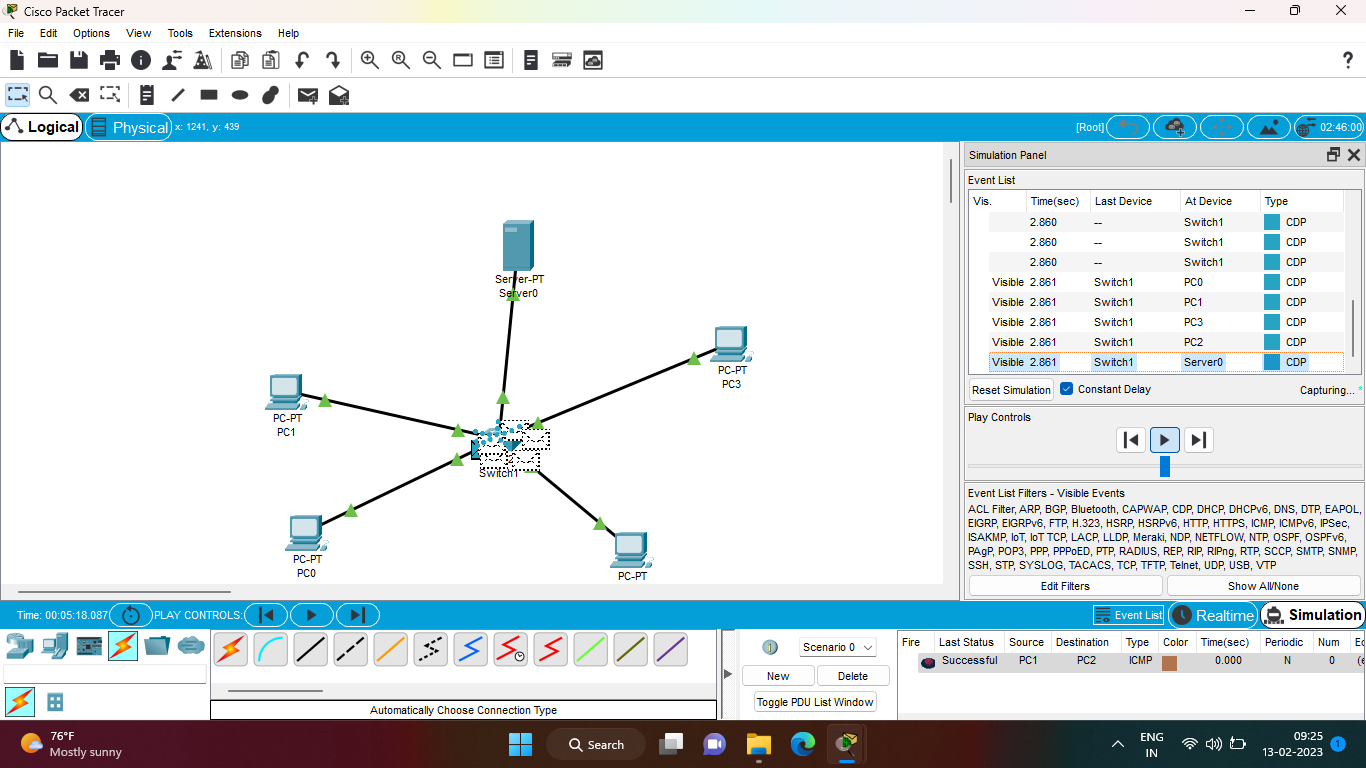 Cisco Packet Tracer
File Edit Options View Tools Extensions Help
?
Logical Physical x: 1241, y: 439 [Root] 02:46:00
Simulation Panel
Event List
Vis. Time(sec) Last Device At Device Type
2.860 -- Switch1 CDP
2.860 -- Switch1 CDP
2.860 -- Switch1 CDP
Visible 2.861 Switch1 PC0 CDP
Visible 2.861 Switch1 PC1 CDP
Visible 2.861 Switch1 PC3 CDP
Visible 2.861 Switch1 PC2 CDP
Visible 2.861 Switch1 Server0 CDP
Reset Simulation Constant Delay Capturing... *
Play Controls
Event List Filters - Visible Events
ACL Filter, ARP, BGP, Bluetooth, CAPWAP, CDP, DHCP, DHCPv6, DNS, DTP, EAPOL,
EIGRP, EIGRPv6, FTP, H.323, HSRP, HSRPv6, HTTP, HTTPS, ICMP, ICMPv6, IPSec,
ISAKMP, IoT, IoT TCP, LACP, LLDP, Meraki, NDP, NETFLOW, NTP, OSPF, OSPFv6,
PAgP, POP3, PPP, PPPoED, PTP, RADIUS, REP, RIP, RIPng, RTP, SCCP, SMTP, SNMP,
SSH, STP, SYSLOG, TACACS, TCP, TFTP, Telnet, UDP, USB, VTP
Edit Filters Show All/None
Server-PT
Server0
PC-PT
PC3
PC-PT
PC1
Switch1
PC-PT
PC0
PC-PT
Time: 00:05:18.087 PLAY CONTROLS: Event List Realtime Simulation
Automatically Choose Connection Type
Scenario 0
New Delete
Toggle PDU List Window
Fire Last Status Source Destination Type Color Time(sec) Periodic Num Ec
Successful PC1 PC2 ICMP 0.000 N 0 (e
76°F
Mostly sunny
Search
ENG
IN
09:25
13-02-2023
1